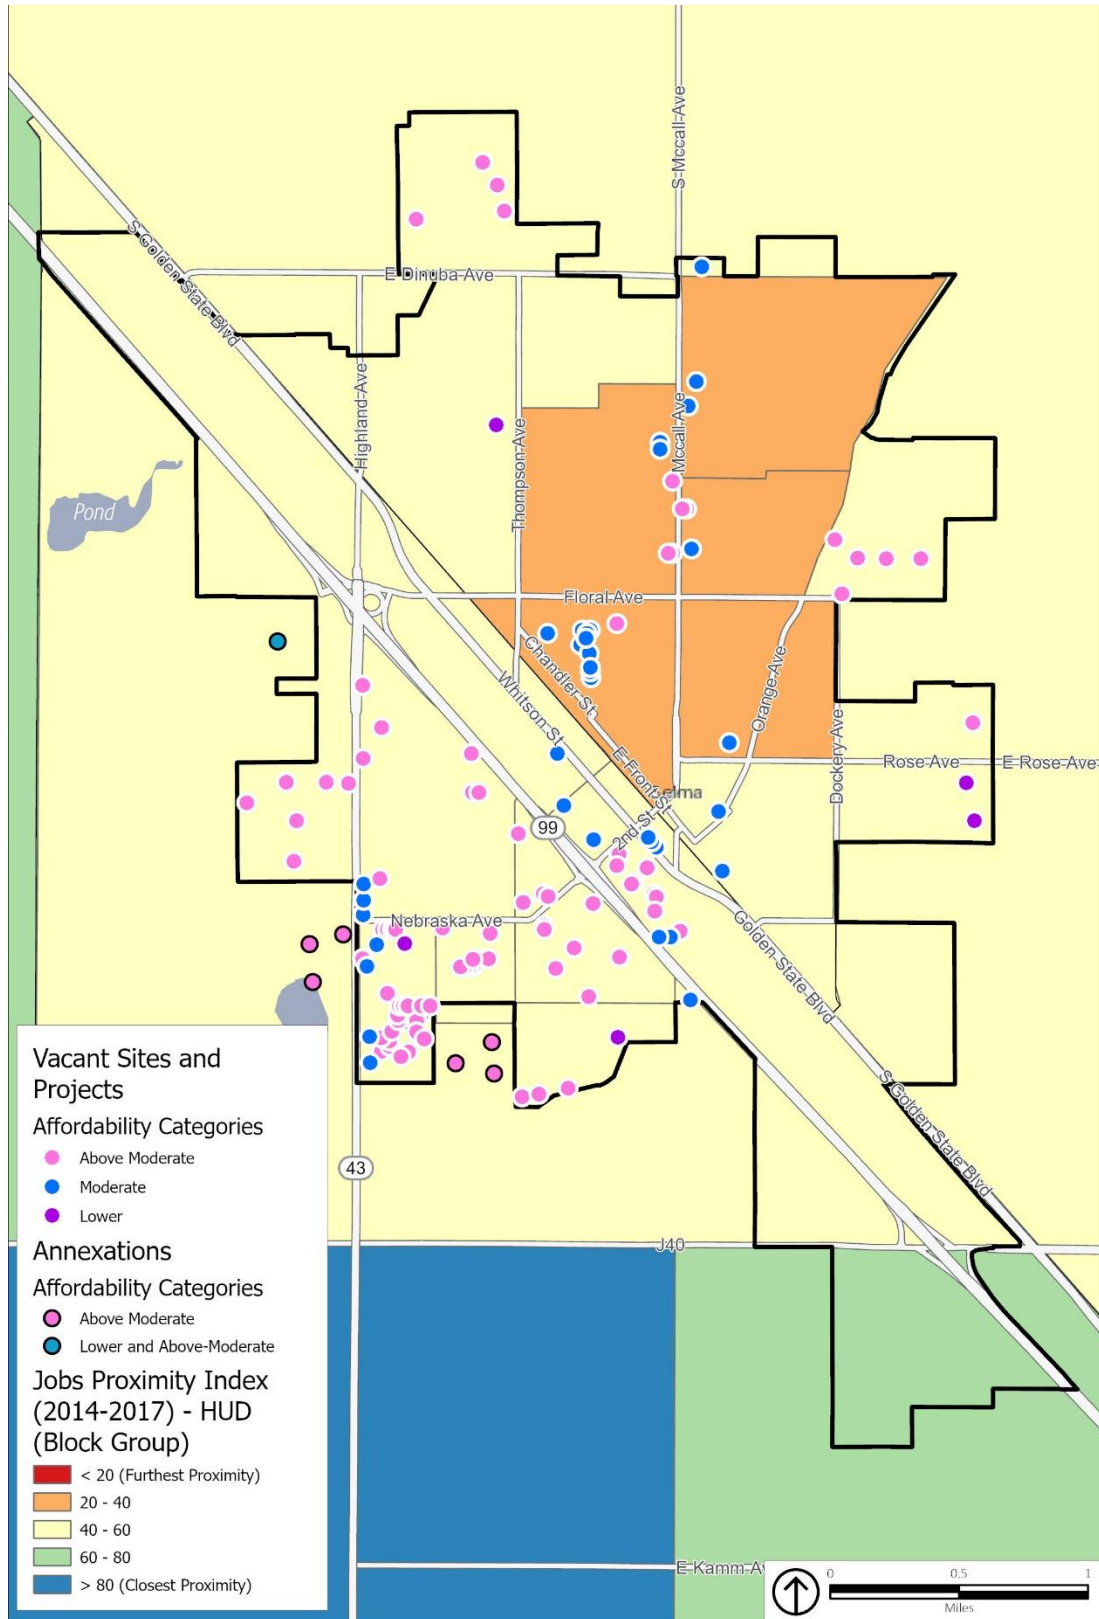 S Mccall Ave
S Golden State Blvd
E Dinuba Ave
Highland Ave
Thompson Ave
Mccall Ave
Pond
Floral Ave
Chandler St
Whitson St
Orange Ave
E Front St
Dockery Ave
Rose Ave
E Rose Ave
2nd St
99
Nebraska Ave
Golden State Blvd
S Golden State Blvd
43
J40
E Kamm Av
Vacant Sites and
Projects
Affordability Categories
Above Moderate
Moderate
Lower
Annexations
Affordability Categories
Above Moderate
Lower and Above-Moderate
Jobs Proximity Index
(2014-2017) - HUD
(Block Group)
< 20 (Furthest Proximity)
20 - 40
40 - 60
60 - 80
> 80 (Closest Proximity)
0 0.5 1
Miles